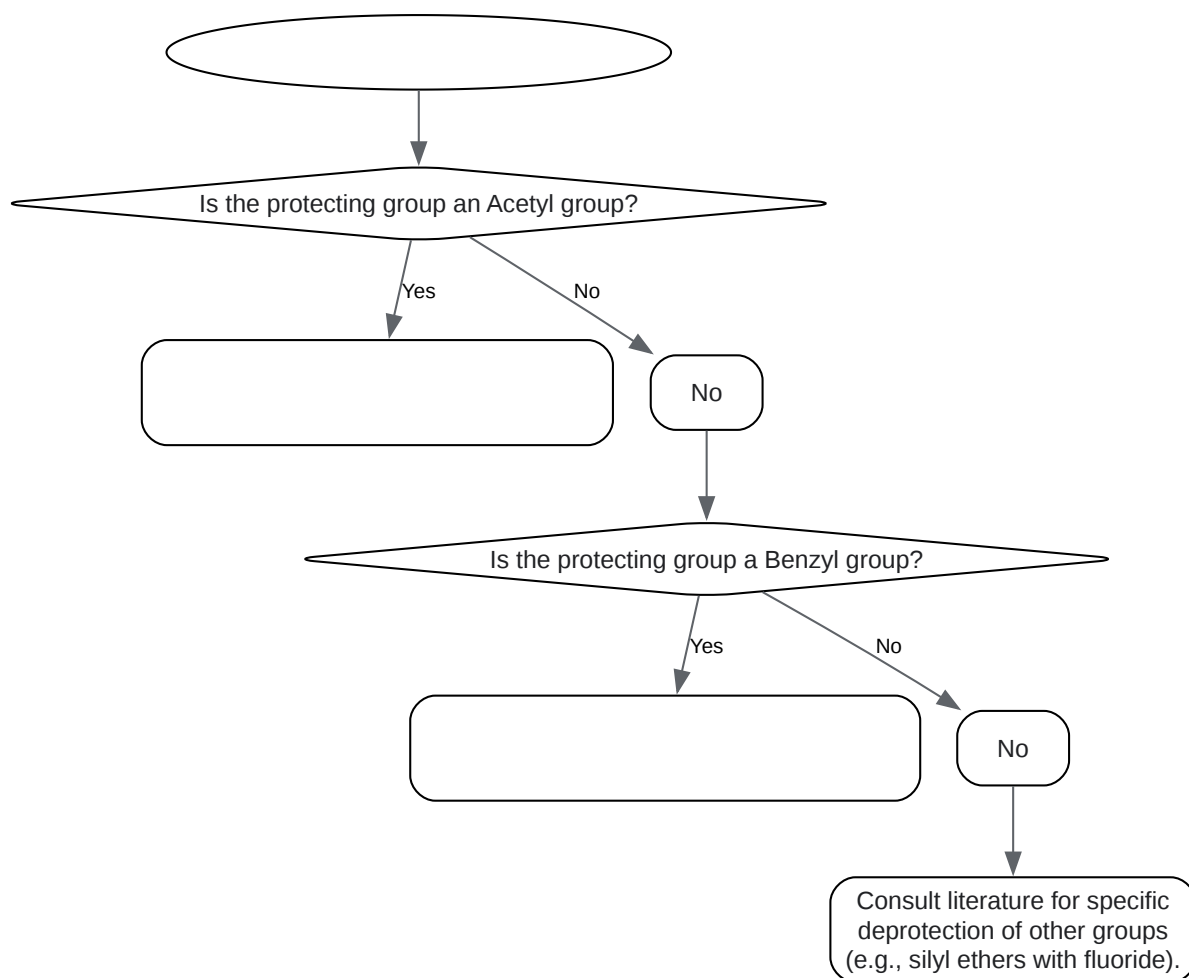 Is the protecting group an Acetyl group?
Yes
No
No
Is the protecting group a Benzyl group?
Yes
No
No
Consult literature for specific
deprotection of other groups
(e.g., silyl ethers with fluoride).